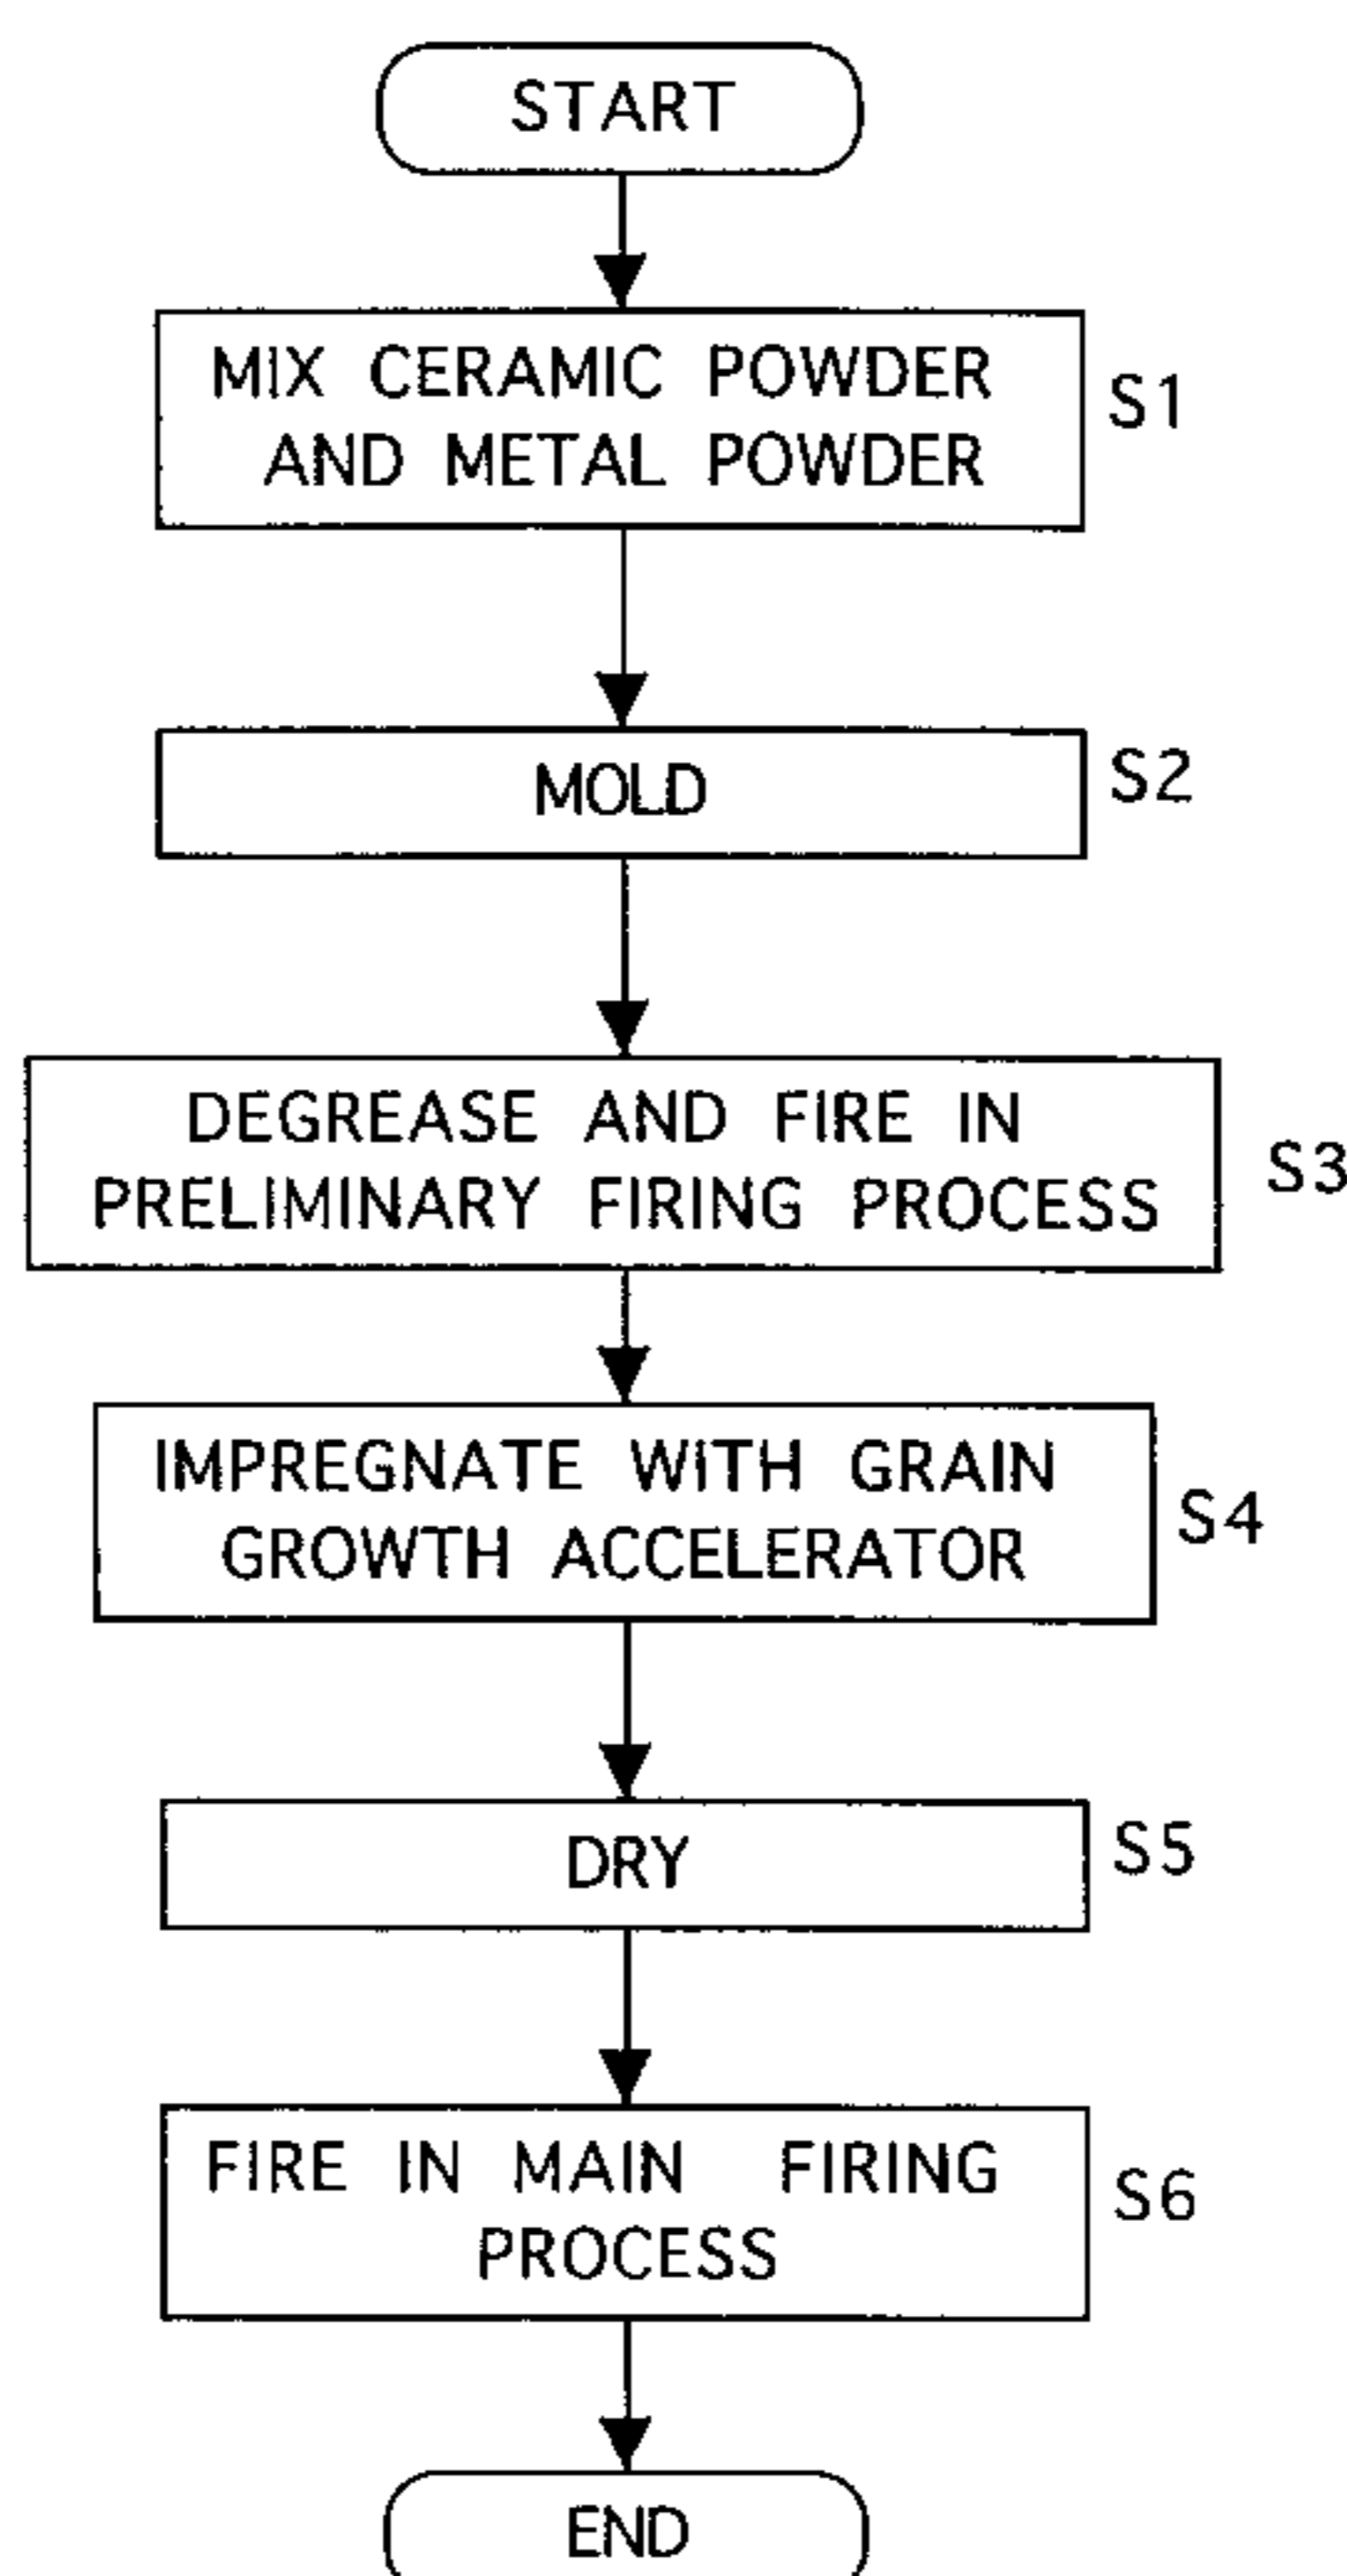 START
MIX CERAMIC POWDER
AND METAL POWDER
S1
MOLD
S2
DEGREASE AND FIRE IN
PRELIMINARY FIRING PROCESS
S3
IMPREGNATE WITH GRAIN
GROWTH ACCELERATOR
S4
DRY
S5
FIRE IN MAIN FIRING
PROCESS
S6
END